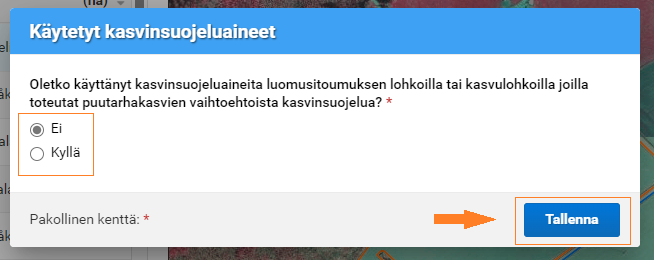 (ha)
Käytetyt kasvinsuojeluaineet
Oletko käyttänyt kasvinsuojeluaineita luomusitoumuksen lohkoilla tai kasvulohkoilla joilla
toteutat puutarhakasvien vaihtoehtoista kasvinsuojelua? *
Ei
Kyllä
Pakollinen kenttä: *
Tallenna